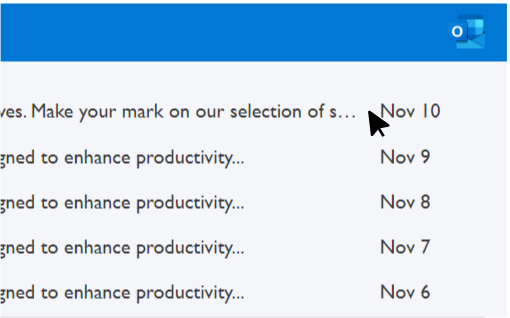 O
ves. Make your mark on our selection of s... Nov 10
gned to enhance productivity... Nov 9
gned to enhance productivity... Nov 8
gned to enhance productivity... Nov 7
gned to enhance productivity... Nov 6